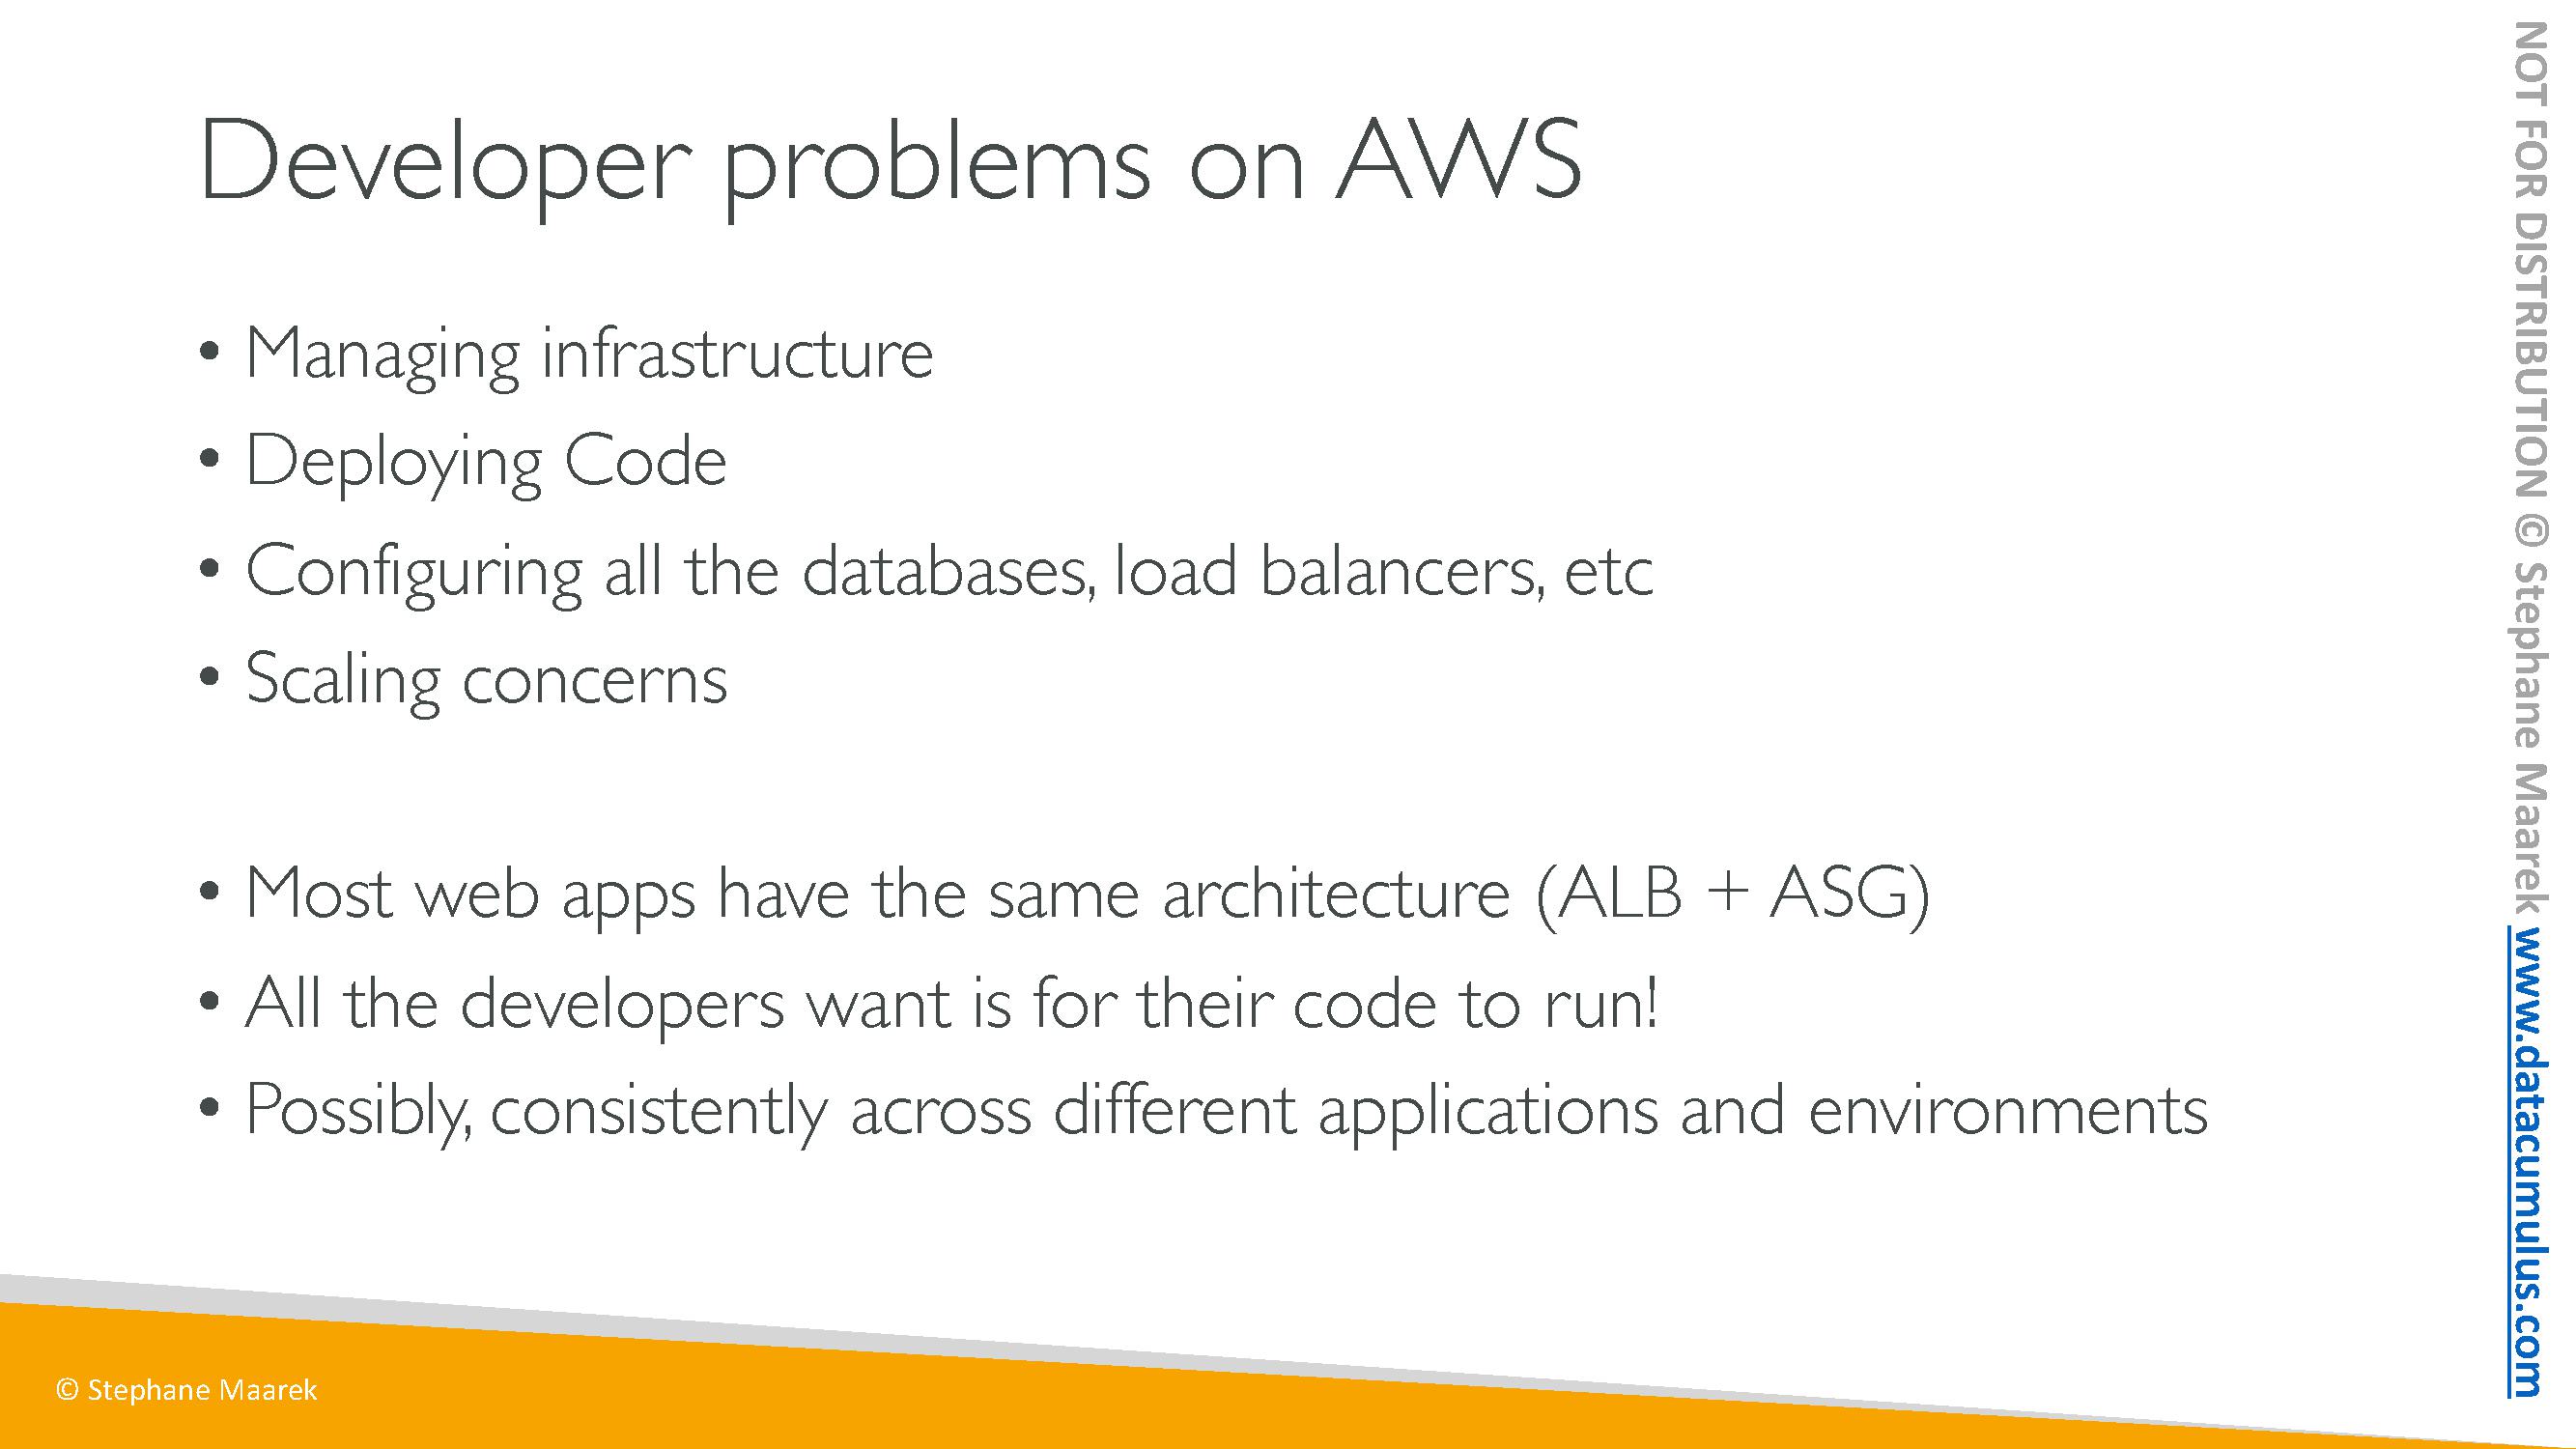 Developer problems on AWS
• Managing infrastructure
• Deploying Code
• Configuring all the databases, load balancers, etc
• Scaling concerns
• Most web apps have the same architecture (ALB + ASG)
• All the developers want is for their code to run!
• Possibly, consistently across different applications and environments
© Stephane Maarek
NOT FOR DISTRIBUTION © Stephane Maarek www.datacumulus.com